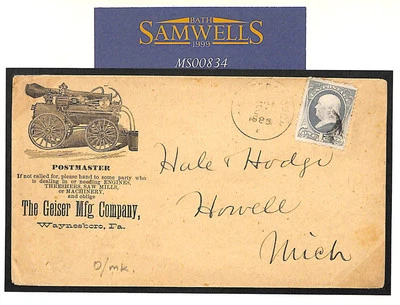 BATH
SAMWELLS
1999
MS00834
1885
POSTMASTER
If not called for, please hand to some party who
is dealing in or needing ENGINES,
THRESHERS, SAW MILLS,
or MACHINERY,
and oblige
The Geiser Mfg Company,
Waynesboro, Pa.
Hale & Hodge
Howell
Mich
D/mk.